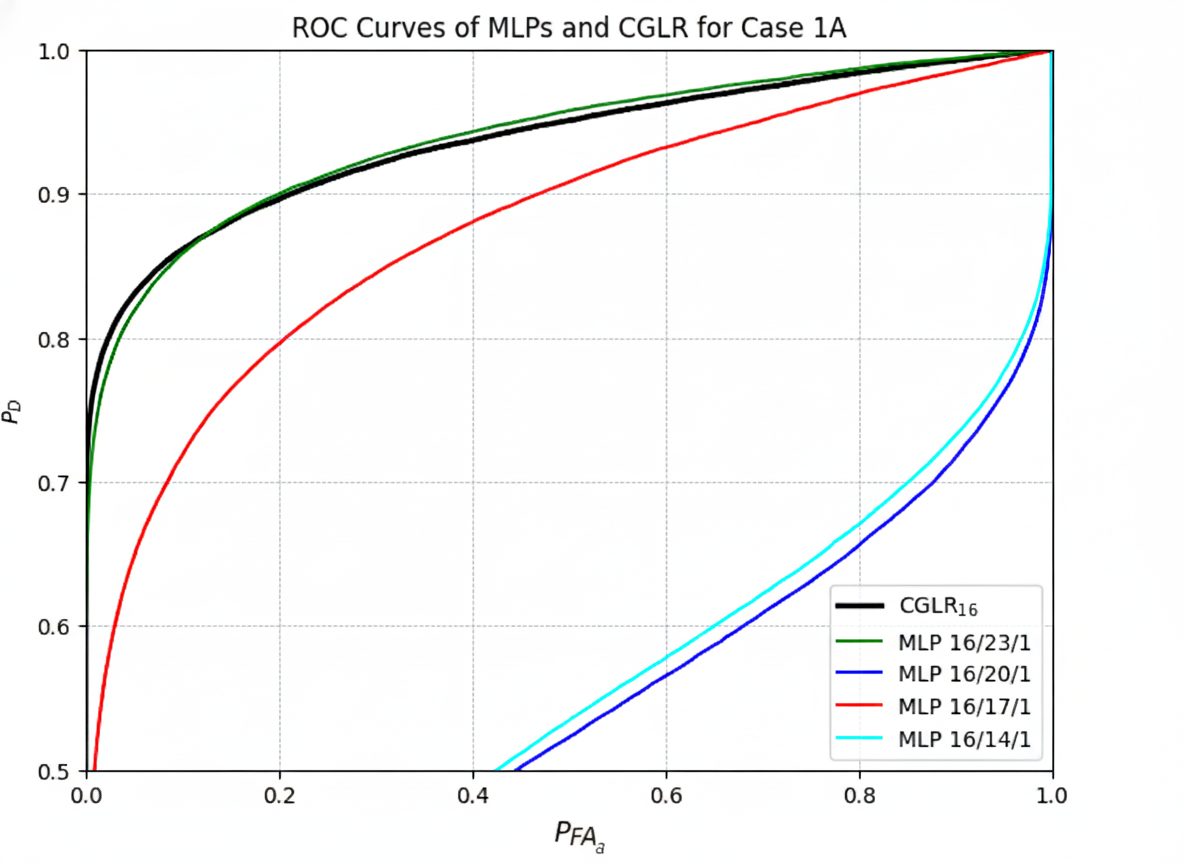 ROC Curves of MLPs and CGLR for Case 1A
1.0
0.9
0.8
0.7
0.6
0.5
P_D
0.0 0.2 0.4 0.6 0.8 1.0
P_{FA_a}
CGLR₁₆
MLP 16/23/1
MLP 16/20/1
MLP 16/17/1
MLP 16/14/1